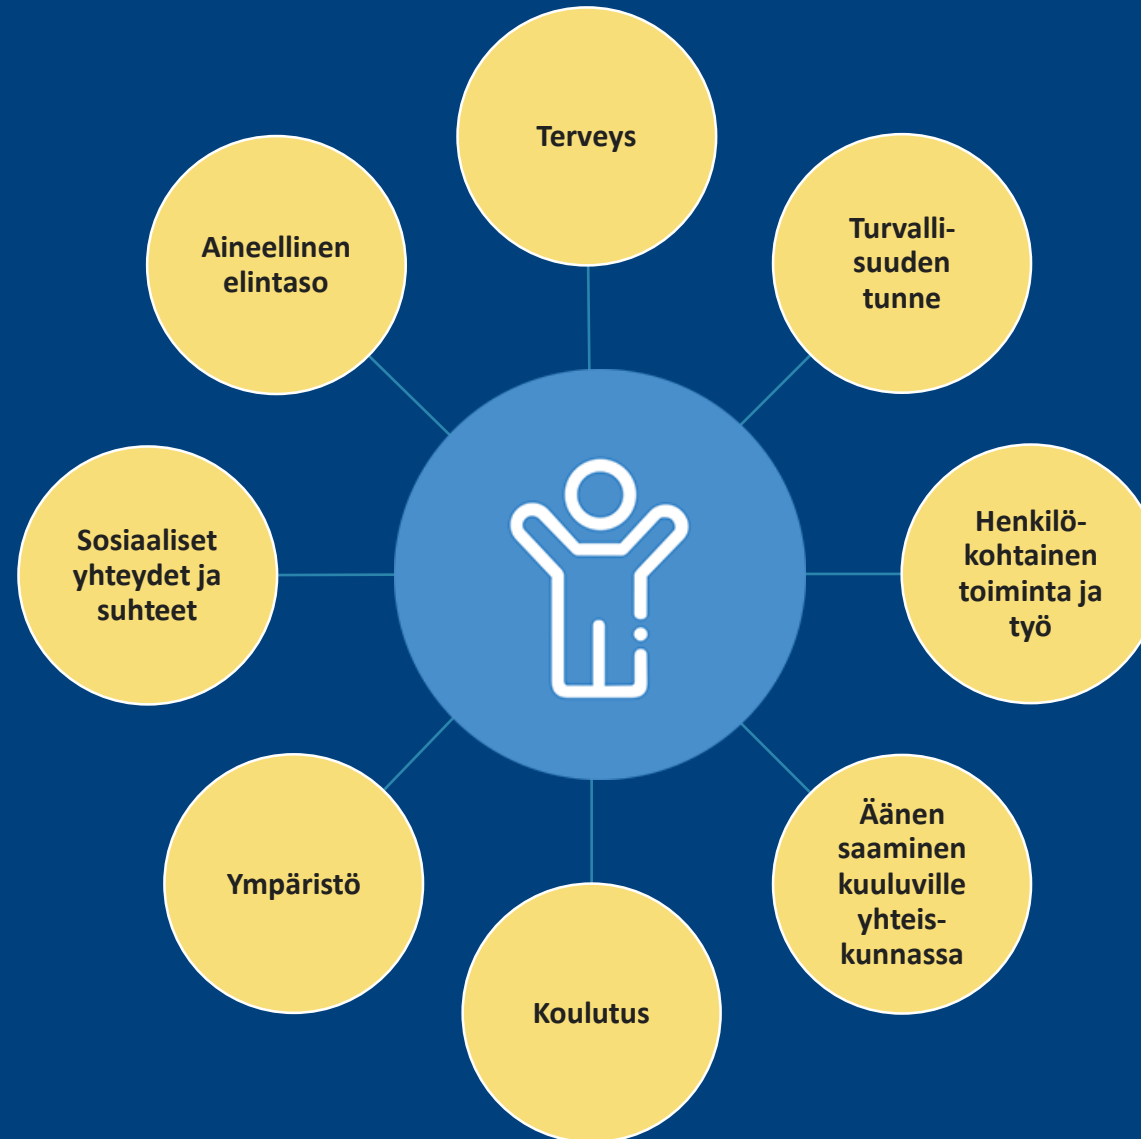 Terveys
Turvalli-
suuden
tunne
Henkilö-
kohtainen
toiminta ja
työ
Äänen
saaminen
kuuluville
yhteis-
kunnassa
Koulutus
Ympäristö
Sosiaaliset
yhteydet ja
suhteet
Aineellinen
elintaso